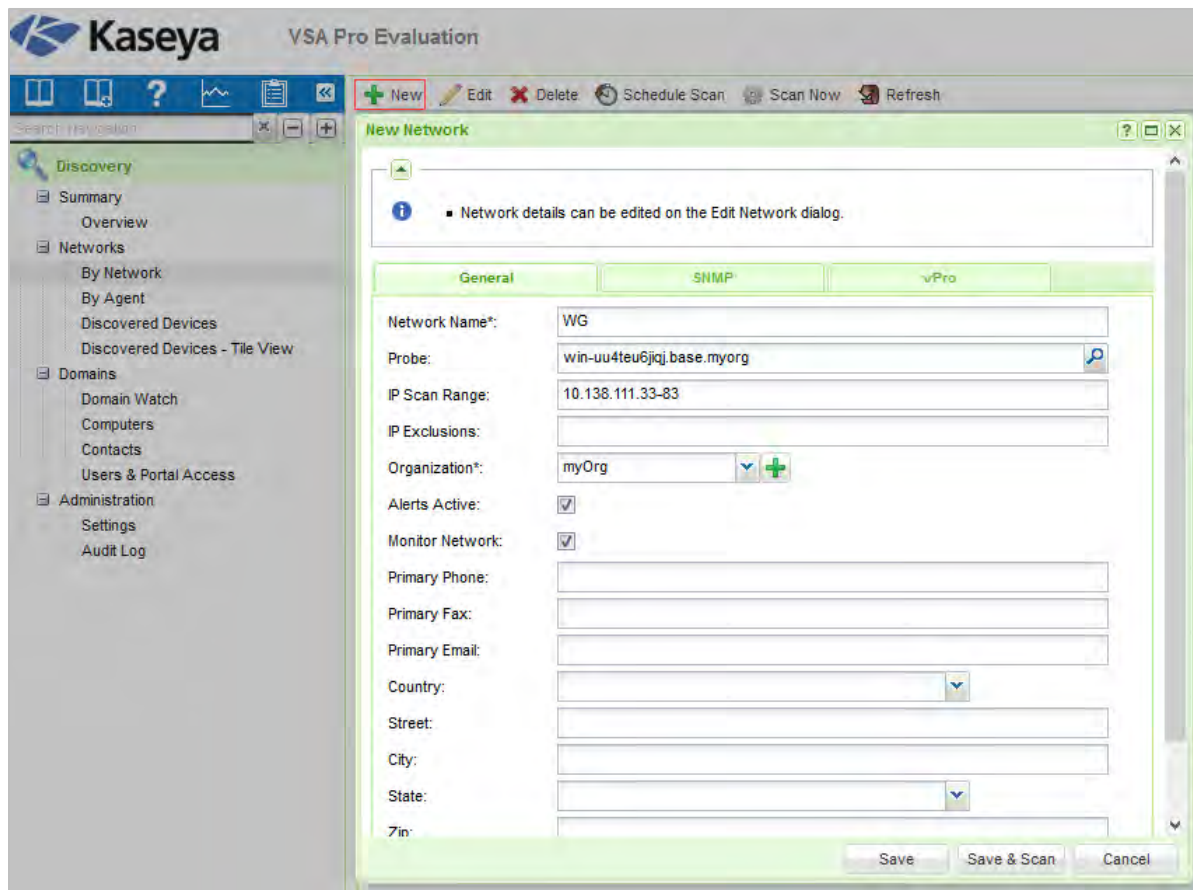 Kaseya
VSA Pro Evaluation
New Edit Delete Schedule Scan Scan Now Refresh
Search Navigation
New Network
Discovery
Summary
Overview
Networks
By Network
By Agent
Discovered Devices
Discovered Devices - Tile View
Domains
Domain Watch
Computers
Contacts
Users & Portal Access
Administration
Settings
Audit Log
Network details can be edited on the Edit Network dialog.
General SNMP vPro
Network Name*: WG
Probe: win-uu4teu6jiqj.base.myorg
IP Scan Range: 10.138.111.33-83
IP Exclusions:
Organization*: myOrg
Alerts Active:
Monitor Network:
Primary Phone:
Primary Fax:
Primary Email:
Country:
Street:
City:
State:
Zip:
Save Save & Scan Cancel